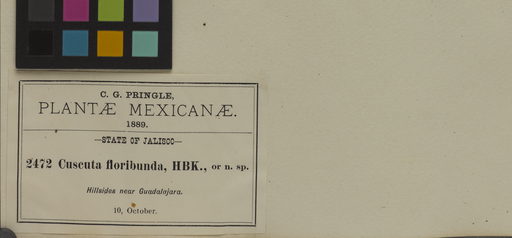 C. G. PRINGLE,
PLANTÆ MEXICANÆ.
1889.
—STATE OF JALISCO—
2472 Cuscuta floribunda, HBK., or n. sp.
Hillsides near Guadalajara.
10, October.